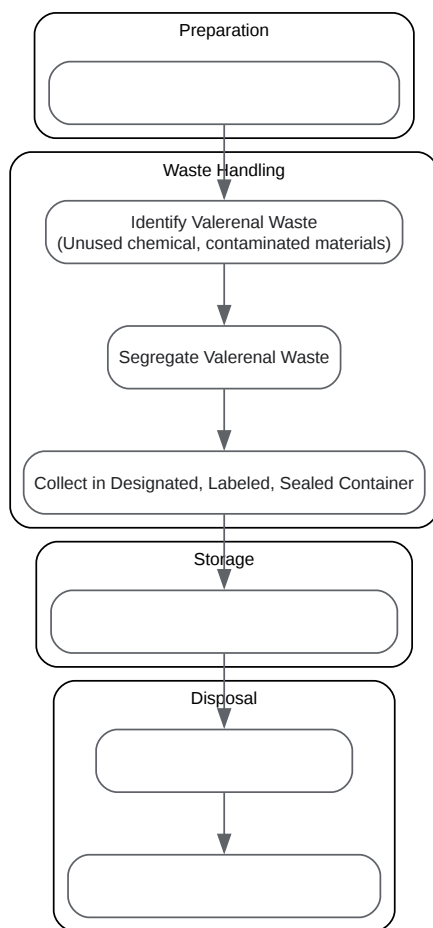 Preparation
Waste Handling
Identify Valerenal Waste
(Unused chemical, contaminated materials)
Segregate Valerenal Waste
Collect in Designated, Labeled, Sealed Container
Storage
Disposal